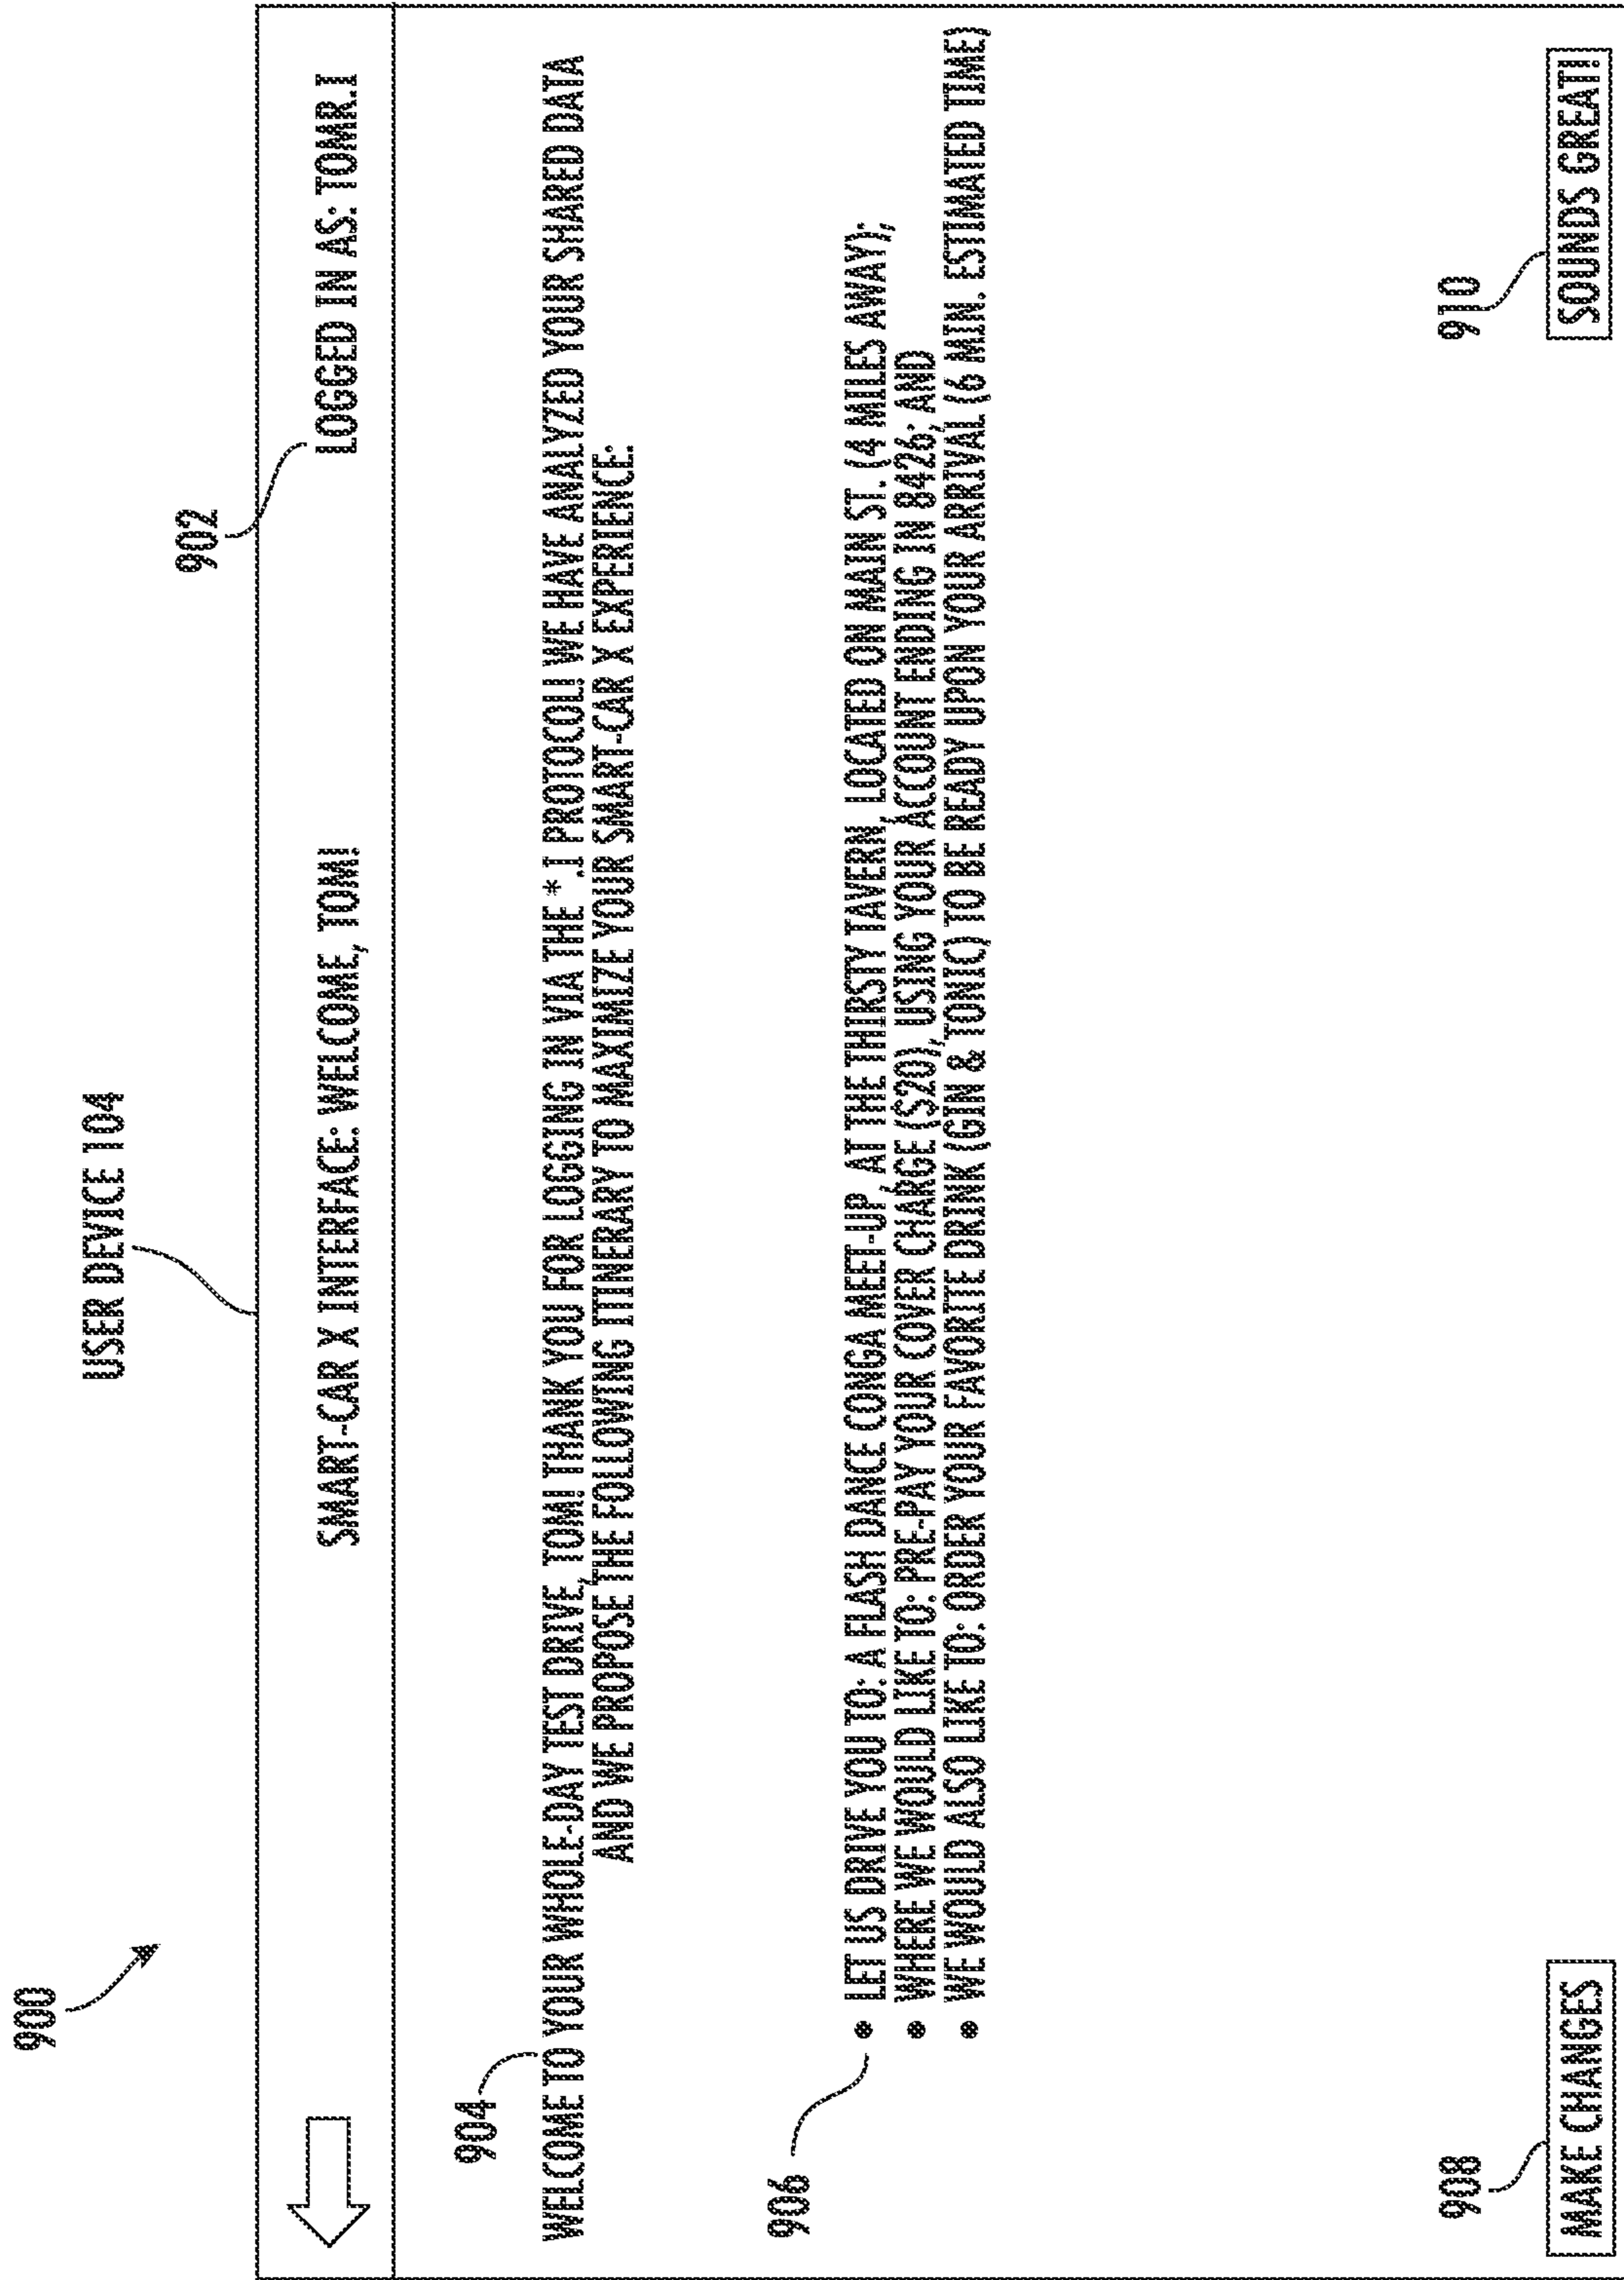 900
USER DEVICE 104
902
SMART-CAR X INTERFACE: WELCOME, TOM!
LOGGED IN AS: TOMR.I
904
WELCOME TO YOUR WHOLE-DAY TEST DRIVE, TOM! THANK YOU FOR LOGGING IN VIA THE *.I PROTOCOL! WE HAVE ANALYZED YOUR SHARED DATA
AND WE PROPOSE THE FOLLOWING ITINERARY TO MAXIMIZE YOUR SMART-CAR X EXPERIENCE:
906
• LET US DRIVE YOU TO: A FLASH DANCE CONGA MEET-UP, AT THE THIRSTY TAVERN, LOCATED ON MAIN ST. (4 MILES AWAY);
• WHERE WE WOULD LIKE TO: PRE-PAY YOUR COVER CHARGE ($20), USING YOUR ACCOUNT ENDING IN 8426; AND
• WE WOULD ALSO LIKE TO: ORDER YOUR FAVORITE DRINK (GIN & TONIC) TO BE READY UPON YOUR ARRIVAL (6 MIN. ESTIMATED TIME)
908
910
MAKE CHANGES
SOUNDS GREAT!